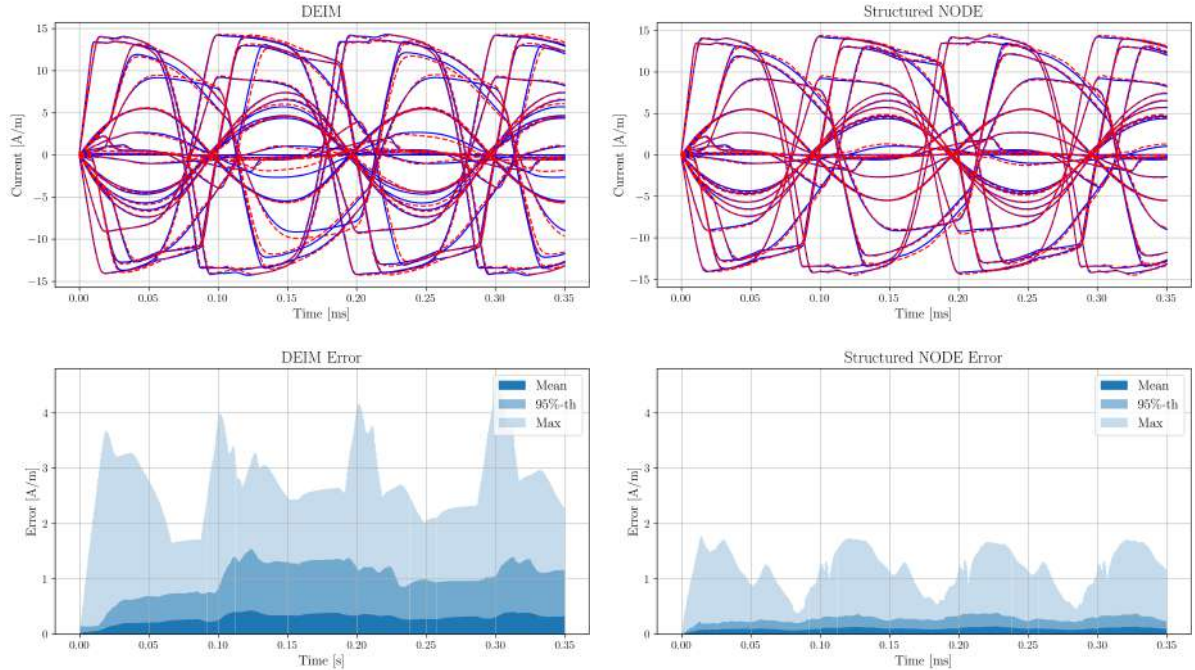 DEIM
Structured NODE
15
10
5
0
−5
−10
−15
Current [A/m]
0.00 0.05 0.10 0.15 0.20 0.25 0.30 0.35
Time [ms]
15
10
5
0
−5
−10
−15
Current [A/m]
0.00 0.05 0.10 0.15 0.20 0.25 0.30 0.35
Time [ms]
DEIM Error
Mean
95%-th
Max
4
3
2
1
0
Error [A/m]
0.00 0.05 0.10 0.15 0.20 0.25 0.30 0.35
Time [s]
Structured NODE Error
Mean
95%-th
Max
4
3
2
1
0
Error [A/m]
0.00 0.05 0.10 0.15 0.20 0.25 0.30 0.35
Time [ms]